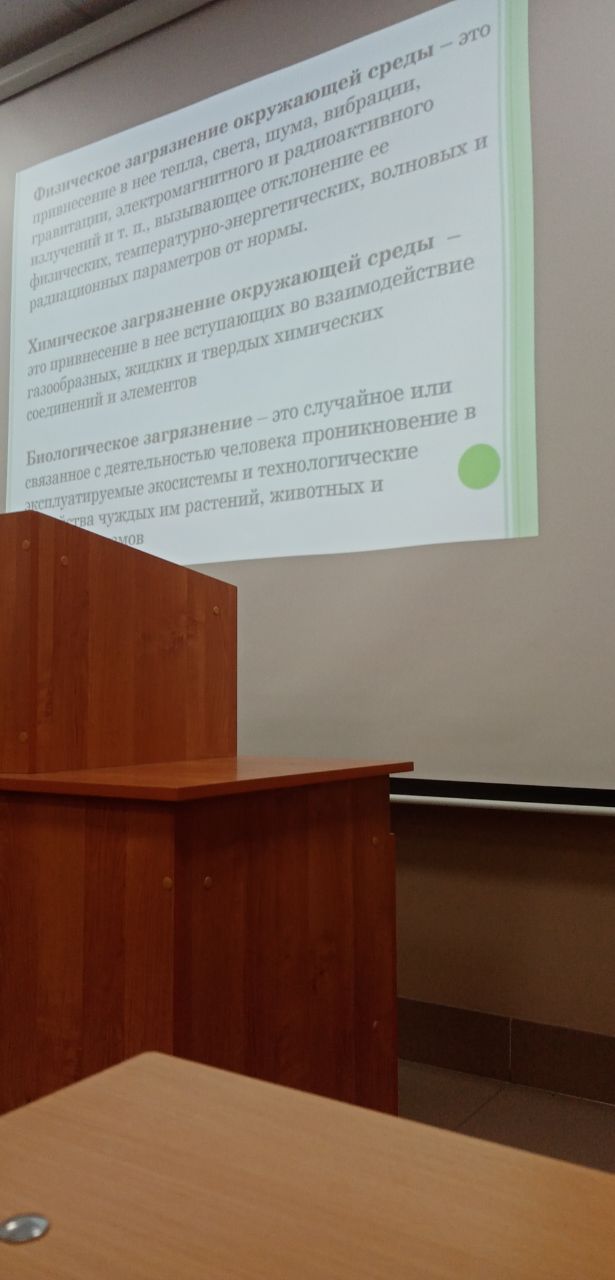 Физическое загрязнение окружающей среды – это
привнесение в нее тепла, света, шума, вибрации,
гравитации, электромагнитного и радиоактивного
излучений и т. п., вызывающее отклонение ее
физических, температурно-энергетических, волновых и
радиационных параметров от нормы.
Химическое загрязнение окружающей среды –
это привнесение в нее вступающих во взаимодействие
газообразных, жидких и твердых химических
соединений и элементов
Биологическое загрязнение – это случайное или
связанное с деятельностью человека проникновение в
эксплуатируемые экосистемы и технологические
чуждых им растений, животных и